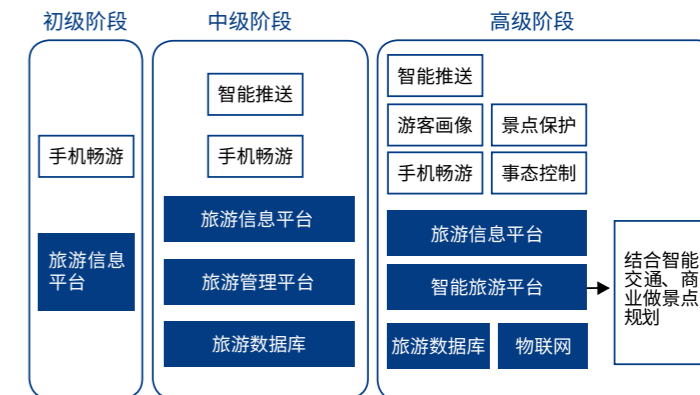 初级阶段
中级阶段
高级阶段
手机畅游
旅游信息
平台
智能推送
手机畅游
旅游信息平台
旅游管理平台
旅游数据库
智能推送
游客画像
景点保护
手机畅游
事态控制
旅游信息平台
智能旅游平台
旅游数据库
物联网
结合智能
交通、商
业做景点
规划